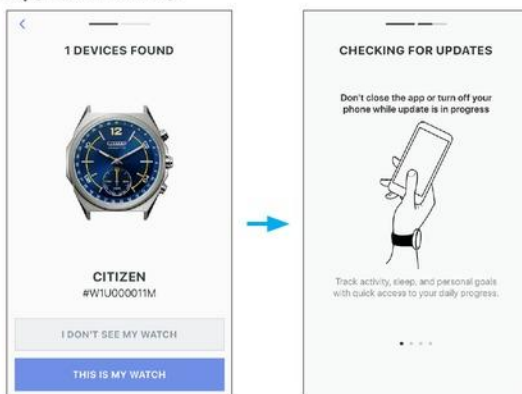 1 DEVICES FOUND
12
CITIZEN
CITIZEN
#W1U000011M
I DON'T SEE MY WATCH
THIS IS MY WATCH
CHECKING FOR UPDATES
Don't close the app or turn off your
phone while update is in progress
Track activity, sleep, and personal goals
with quick access to your daily progress.